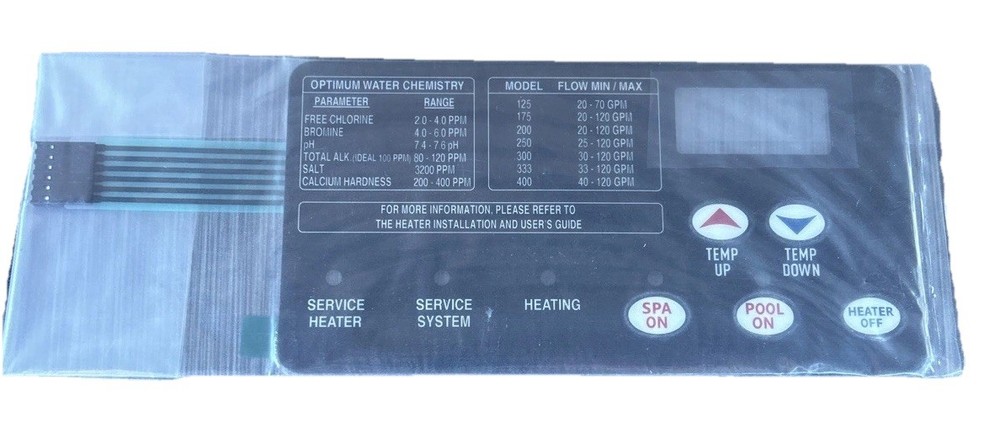 OPTIMUM WATER CHEMISTRY
PARAMETER RANGE
FREE CHLORINE 2.0 - 4.0 PPM
BROMINE 4.0 - 6.0 PPM
pH 7.4 - 7.6 pH
TOTAL ALK.(IDEAL 100 PPM) 80 - 120 PPM
SALT 3200 PPM
CALCIUM HARDNESS 200 - 400 PPM
MODEL FLOW MIN / MAX
125 20 - 70 GPM
175 20 - 120 GPM
200 20 - 120 GPM
250 25 - 120 GPM
300 30 - 120 GPM
333 33 - 120 GPM
400 40 - 120 GPM
FOR MORE INFORMATION, PLEASE REFER TO
THE HEATER INSTALLATION AND USER'S GUIDE
TEMP
UP
TEMP
DOWN
SERVICE
HEATER
SERVICE
SYSTEM
HEATING
SPA
ON
POOL
ON
HEATER
OFF